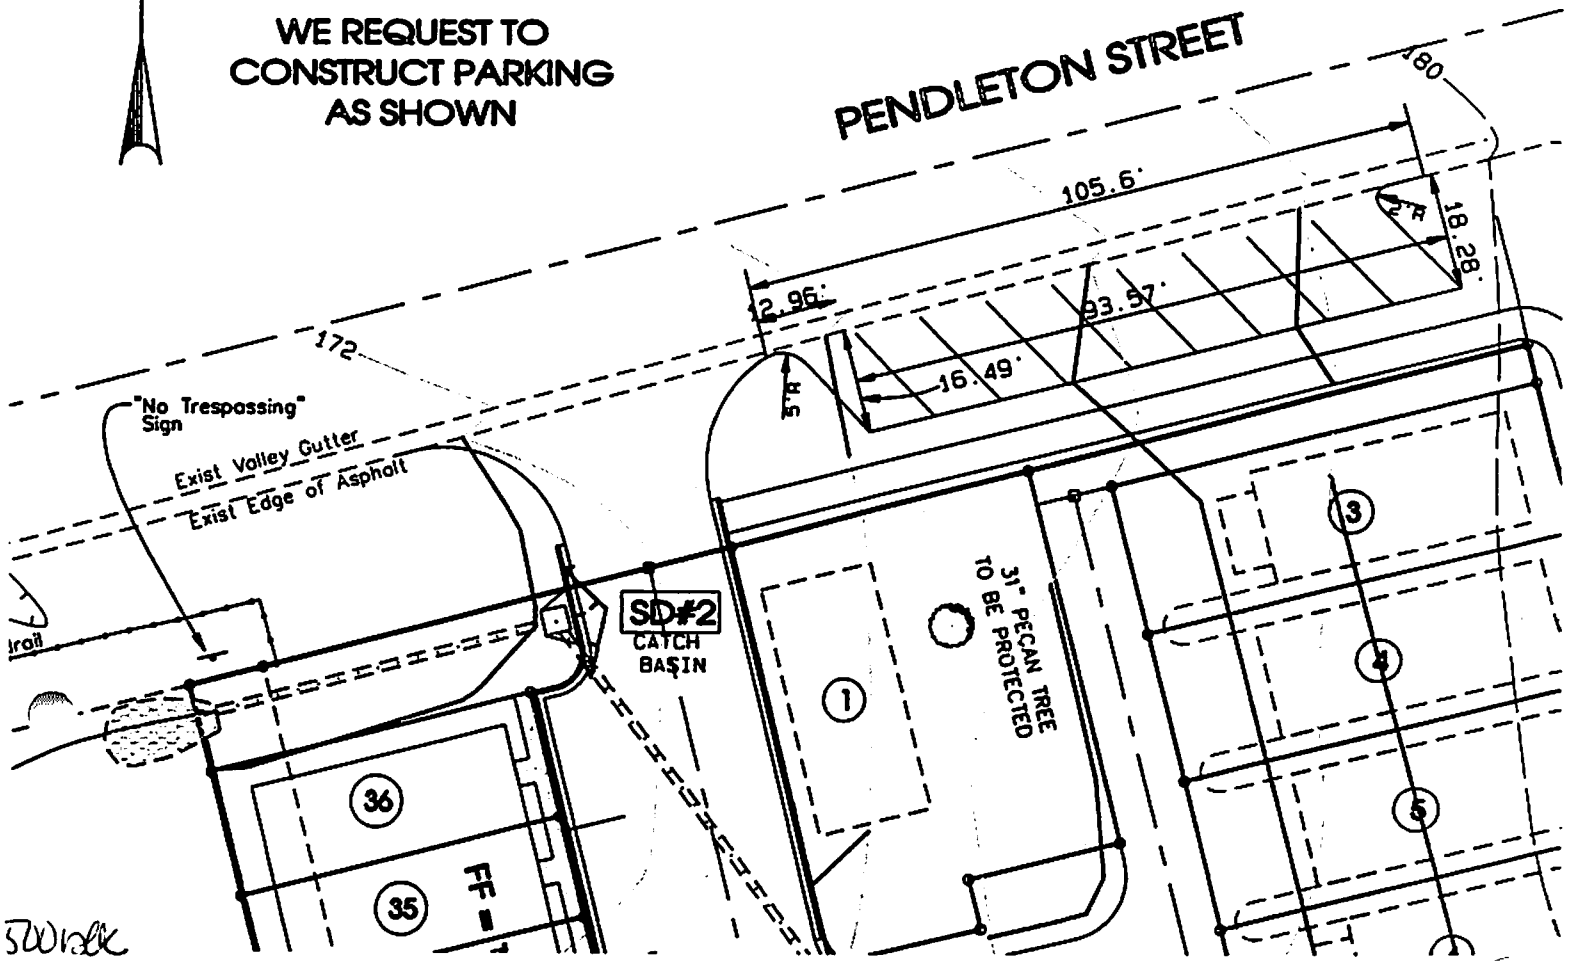 WE REQUEST TO
CONSTRUCT PARKING
AS SHOWN
PENDLETON STREET
180
105.6'
2'R
18.28'
12.96'
93.57'
172
16.49'
5'R
"No Trespassing"
Sign
Exist Valley Gutter
Exist Edge of Asphalt
3
31" PECAN TREE
TO BE PROTECTED
SD#2
CATCH
BASIN
4
1
36
5
35
FF =